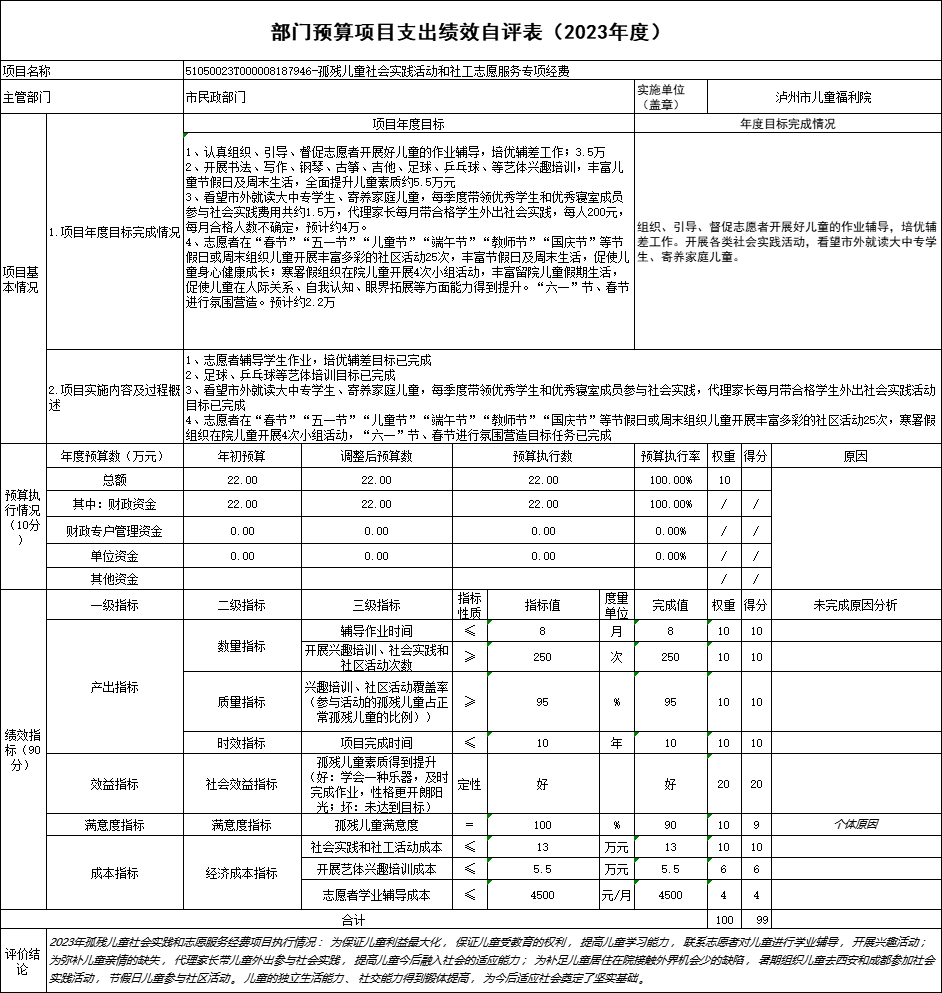 部门预算项目支出绩效自评表（2023年度）
项目名称 51050023T000008187946-孤残儿童社会实践活动和社工志愿服务专项经费
主管部门 市民政部门 实施单位（盖章） 泸州市儿童福利院
项目基本情况
1.项目年度目标完成情况
项目年度目标 年度目标完成情况
1、认真组织、引导、督促志愿者开展好儿童的作业辅导，培优辅差工作；3.5万
2、开展书法、写作、钢琴、古筝、吉他、足球、乒乓球、等艺体兴趣培训，丰富儿
童节假日及周末生活，全面提升儿童素质约5.5万元
3、看望市外就读大中专学生、寄养家庭儿童，每季度带领优秀学生和优秀寝室成员
参与社会实践费用共约1.5万，代理家长每月带合格学生外出社会实践，每人200元，
每月合格人数不确定，预计约4万。
4、志愿者在“春节”“五一节”“儿童节”“端午节”“教师节”“国庆节”等节
假日或周末组织儿童开展丰富多彩的社区活动25次，丰富节假日及周末生活，促使儿
童身心健康成长；寒暑假组织在院儿童开展4次小组活动，丰富留院儿童假期生活，
促使儿童在人际关系、自我认知、眼界拓展等方面能力得到提升。“六一”节、春节
进行氛围营造。预计约2.2万
组织、引导、督促志愿者开展好儿童的作业辅导，培优辅
差工作。开展各类社会实践活动，看望市外就读大中专学
生、寄养家庭儿童。
2.项目实施内容及过程概述
1、志愿者辅导学生作业，培优辅差目标已完成
2、足球、乒乓球等艺体培训目标已完成
3、看望市外就读大中专学生、寄养家庭儿童，每季度带领优秀学生和优秀寝室成员参与社会实践，代理家长每月带合格学生外出社会实践活动
目标已完成
4、志愿者在“春节”“五一节”“儿童节”“端午节”“教师节”“国庆节”等节假日或周末组织儿童开展丰富多彩的社区活动25次，寒暑假
组织在院儿童开展4次小组活动，“六一”节、春节进行氛围营造目标任务已完成
预算执行情况（10分）
年度预算数（万元） 年初预算 调整后预算数 预算执行数 预算执行率 权重 得分 原因
总额 22.00 22.00 22.00 100.00% 10
其中：财政资金 22.00 22.00 22.00 100.00% / /
财政专户管理资金 0.00 0.00 0.00 0.00% / /
单位资金 0.00 0.00 0.00 0.00% / /
其他资金 / /
绩效指标（90分）
一级指标 二级指标 三级指标 指标性质 指标值 度量单位 完成值 权重 得分 未完成原因分析
产出指标 数量指标 辅导作业时间 ≤ 8 月 8 10 10
开展兴趣培训、社会实践和社区活动次数 ≥ 250 次 250 10 10
质量指标 兴趣培训、社区活动覆盖率（参与活动的孤残儿童占正常孤残儿童的比例）） ≥ 95 % 95 10 10
时效指标 项目完成时间 ≤ 10 年 10 10 10
效益指标 社会效益指标 孤残儿童素质得到提升（好：学会一种乐器，及时完成作业，性格更开朗阳光；坏：未达到目标） 定性 好 好 20 20
满意度指标 满意度指标 孤残儿童满意度 = 100 % 90 10 9 个体原因
成本指标 经济成本指标 社会实践和社工活动成本 ≤ 13 万元 13 10 10
开展艺体兴趣培训成本 ≤ 5.5 万元 5.5 6 6
志愿者学业辅导成本 ≤ 4500 元/月 4500 4 4
合计 100 99
评价结论
2023年孤残儿童社会实践和志愿服务经费项目执行情况：为保证儿童利益最大化，保证儿童受教育的权利，提高儿童学习能力，联系志愿者对儿童进行学业辅导，开展兴趣活动；
为弥补儿童亲情的缺失，代理家长带儿童外出参与社会实践，提高儿童今后融入社会的适应能力；为补足儿童居住在院接触外界机会少的缺陷，暑期组织儿童去西安和成都参加社会
实践活动，节假日儿童参与社区活动。儿童的独立生活能力、社交能力得到锻体提高，为今后适应社会奠定了坚实基础。